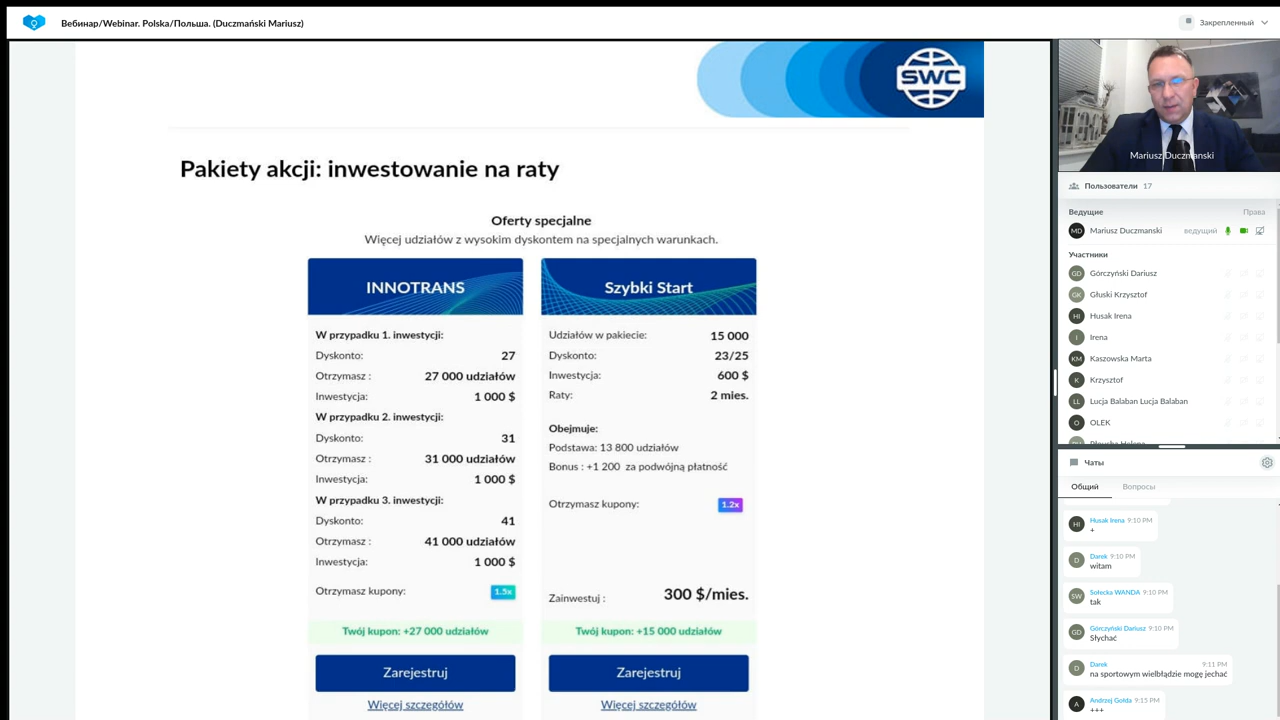 Вебинар/Webinar. Polska/Польша. (Duczmański Mariusz)
Закрепленный
SWC
Pakiety akcji: inwestowanie na raty
Oferty specjalne
Więcej udziałów z wysokim dyskontem na specjalnych warunkach.
INNOTRANS
W przypadku 1. inwestycji:
Dyskonto: 27
Otrzymasz : 27 000 udziałów
Inwestycja: 1 000 $
W przypadku 2. inwestycji:
Dyskonto: 31
Otrzymasz : 31 000 udziałów
Inwestycja: 1 000 $
W przypadku 3. inwestycji:
Dyskonto: 41
Otrzymasz : 41 000 udziałów
Inwestycja: 1 000 $
Otrzymasz kupony: 1.5x
Twój kupon: +27 000 udziałów
Zarejestruj
Więcej szczegółów
Szybki Start
Udziałów w pakiecie: 15 000
Dyskonto: 23/25
Inwestycja: 600 $
Raty: 2 mies.
Obejmuje:
Podstawa: 13 800 udziałów
Bonus : +1 200 za podwójną płatność
Otrzymasz kupony: 1.2x
Zainwestuj : 300 $/mies.
Twój kupon: +15 000 udziałów
Zarejestruj
Więcej szczegółów
Mariusz Duczmanski
Пользователи 17
Ведущие Права
MD Mariusz Duczmanski ведущий
Участники
GD Górczyński Dariusz
GK Głuski Krzysztof
HI Husak Irena
I Irena
KM Kaszowska Marta
K Krzysztof
LL Lucja Balaban Lucja Balaban
O OLEK
Чаты
Общий Вопросы
HI Husak Irena 9:10 PM
+
D Darek 9:10 PM
witam
SW Sołecka WANDA 9:10 PM
tak
GD Górczyński Dariusz 9:10 PM
Słychać
D Darek 9:11 PM
na sportowym wielbłądzie mogę jechać
A Andrzej Gołda 9:15 PM
+++